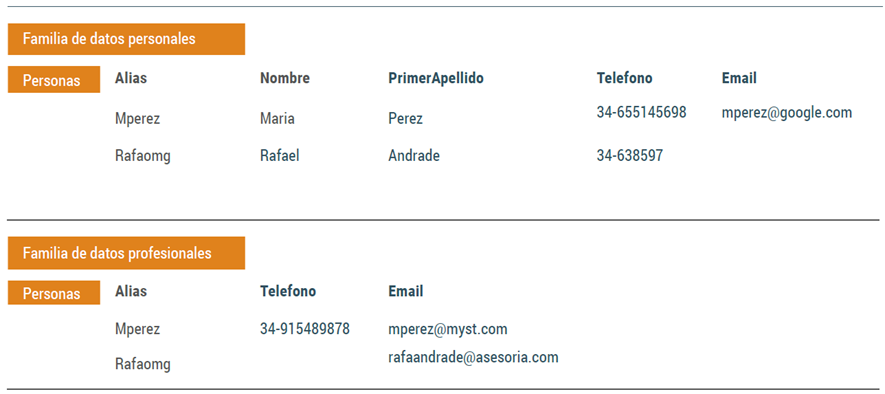 Familia de datos personales
Personas Alias Nombre PrimerApellido Telefono Email
Mperez Maria Perez 34-655145698 mperez@google.com
Rafaomg Rafael Andrade 34-638597
Familia de datos profesionales
Personas Alias Telefono Email
Mperez 34-915489878 mperez@myst.com
Rafaomg rafaandrade@asesoria.com